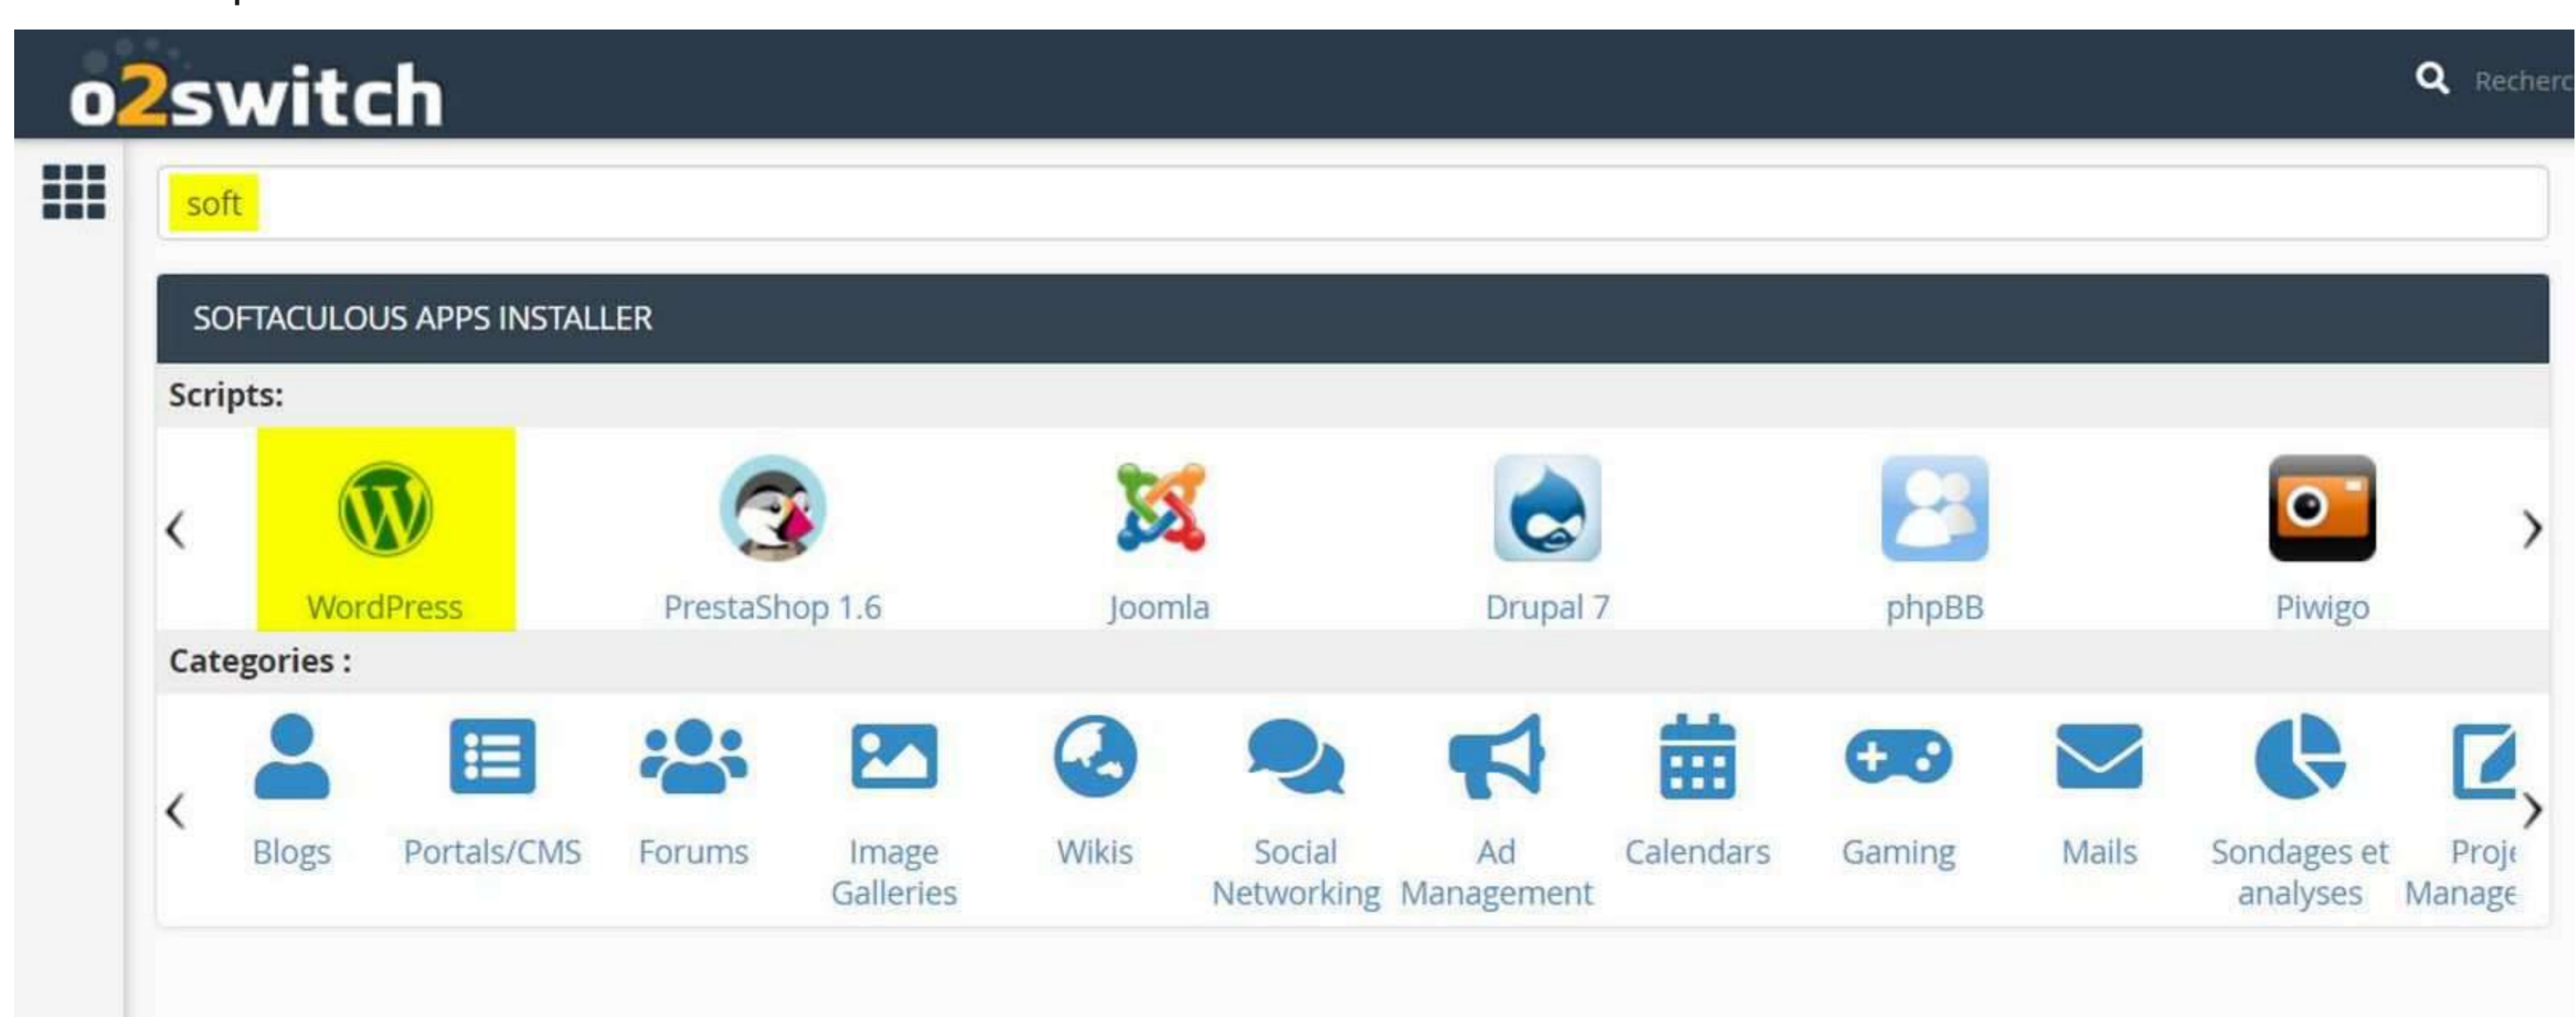 o2switch
Recherc
soft
SOFTACULOUS APPS INSTALLER
Scripts:
WordPress
PrestaShop 1.6
Joomla
Drupal 7
phpBB
Piwigo
Categories :
Blogs
Portals/CMS
Forums
Image
Galleries
Wikis
Social
Networking
Ad
Management
Calendars
Gaming
Mails
Sondages et
analyses
Proje
Manage